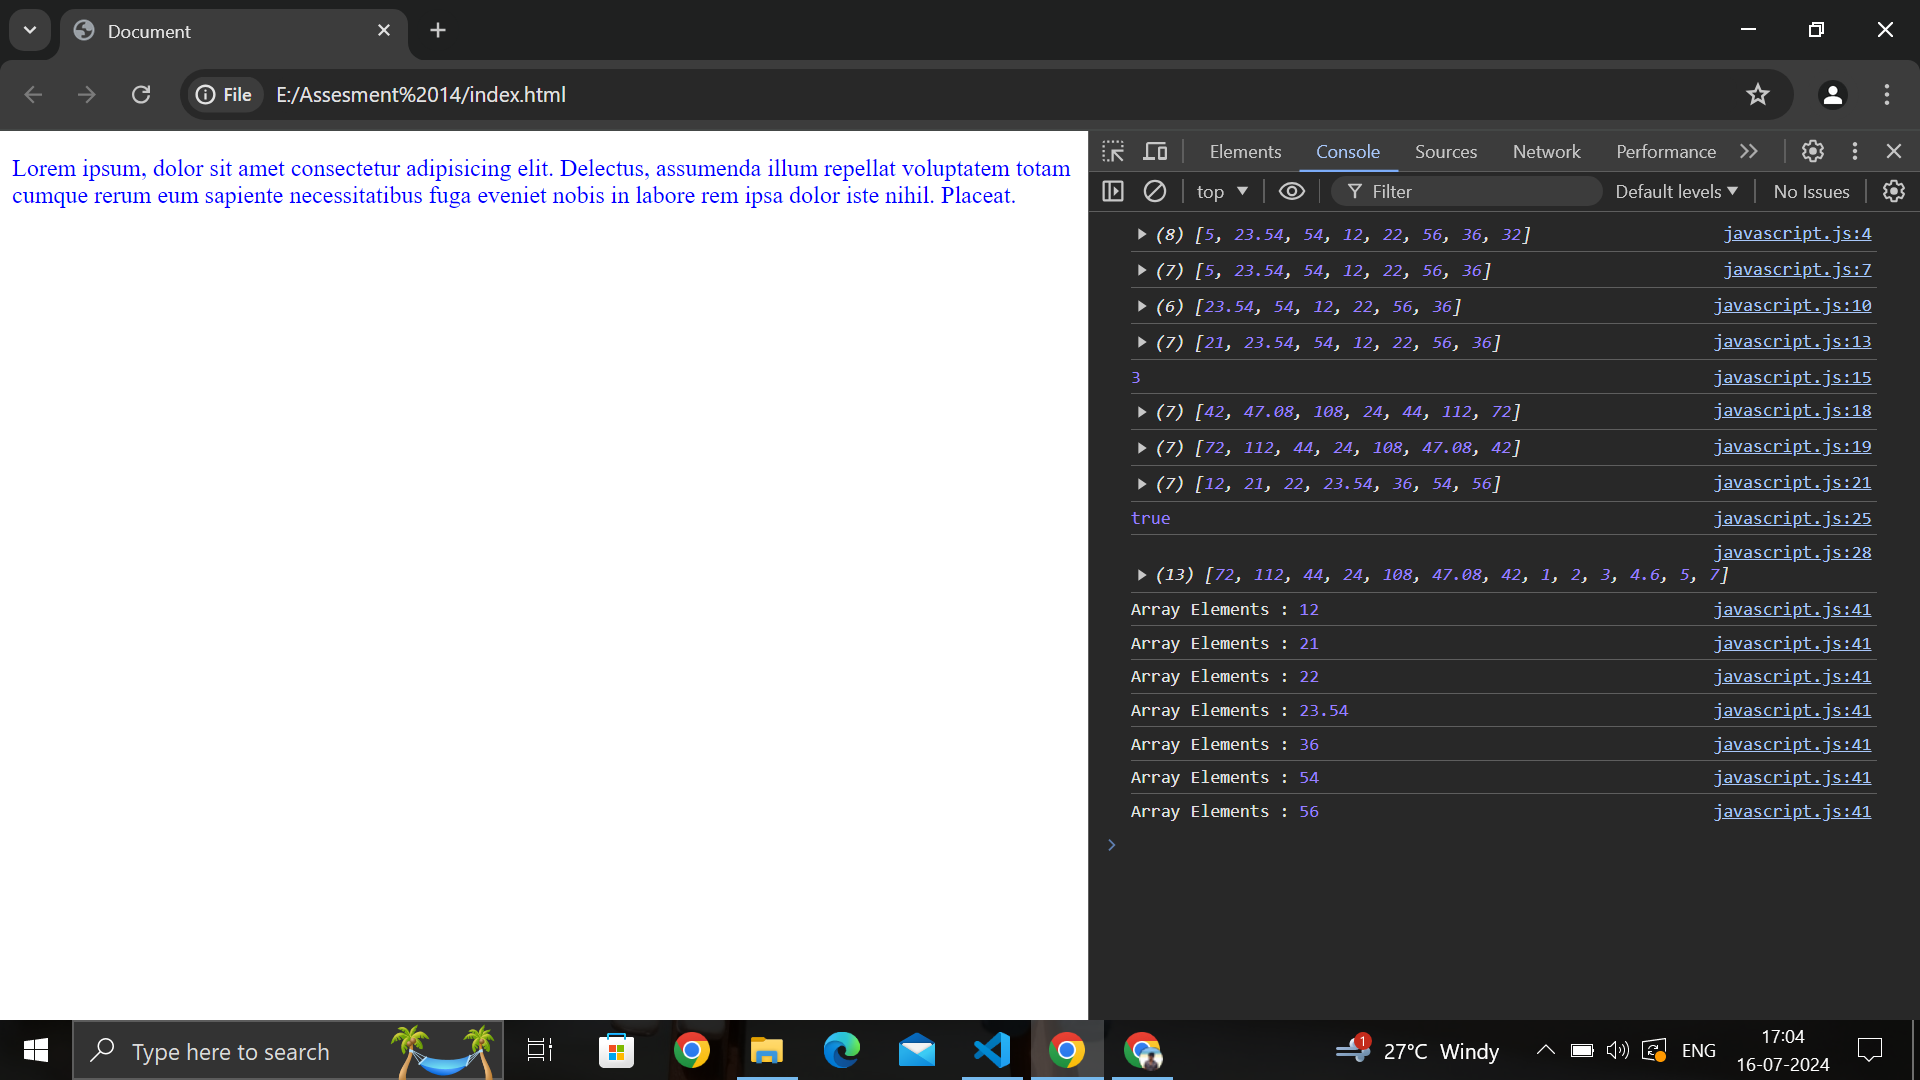 Document
File
E:/Assesment%2014/index.html
Lorem ipsum, dolor sit amet consectetur adipisicing elit. Delectus, assumenda illum repellat voluptatem totam
cumque rerum eum sapiente necessitatibus fuga eveniet nobis in labore rem ipsa dolor iste nihil. Placeat.
Elements Console Sources Network Performance
top Filter Default levels No Issues
(8) [5, 23.54, 54, 12, 22, 56, 36, 32] javascript.js:4
(7) [5, 23.54, 54, 12, 22, 56, 36] javascript.js:7
(6) [23.54, 54, 12, 22, 56, 36] javascript.js:10
(7) [21, 23.54, 54, 12, 22, 56, 36] javascript.js:13
3 javascript.js:15
(7) [42, 47.08, 108, 24, 44, 112, 72] javascript.js:18
(7) [72, 112, 44, 24, 108, 47.08, 42] javascript.js:19
(7) [12, 21, 22, 23.54, 36, 54, 56] javascript.js:21
true javascript.js:25
javascript.js:28
(13) [72, 112, 44, 24, 108, 47.08, 42, 1, 2, 3, 4.6, 5, 7]
Array Elements : 12 javascript.js:41
Array Elements : 21 javascript.js:41
Array Elements : 22 javascript.js:41
Array Elements : 23.54 javascript.js:41
Array Elements : 36 javascript.js:41
Array Elements : 54 javascript.js:41
Array Elements : 56 javascript.js:41
Type here to search
1
27°C Windy
ENG
17:04
16-07-2024